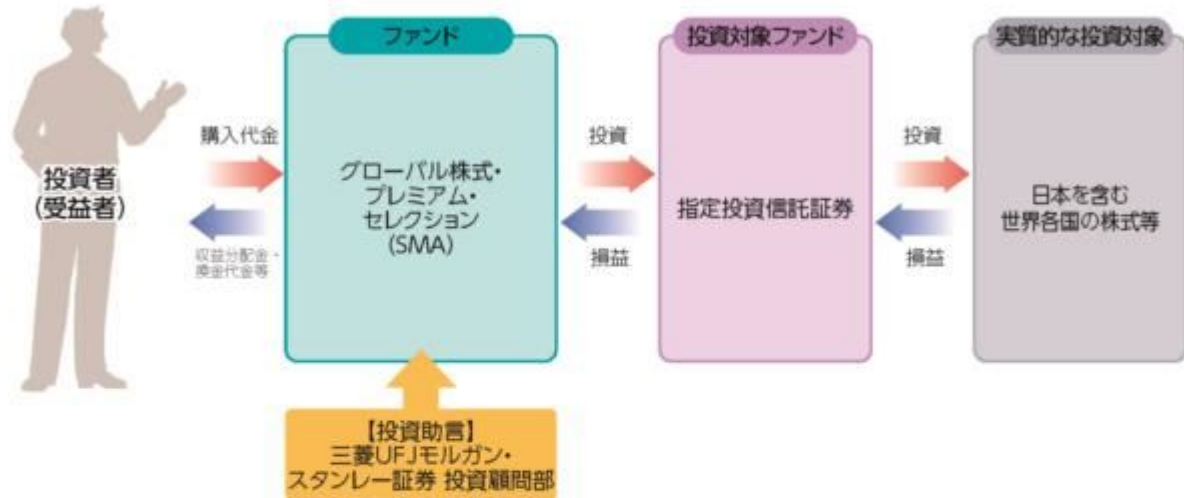 投資者
(受益者)
購入代金
収益分配金・
換金代金等
ファンド
グローバル株式・
プレミアム・
セレクション
(SMA)
【投資助言】
三菱UFJモルガン・
スタンレー証券 投資顧問部
投資
損益
投資対象ファンド
指定投資信託証券
投資
損益
実質的な投資対象
日本を含む
世界各国の株式等